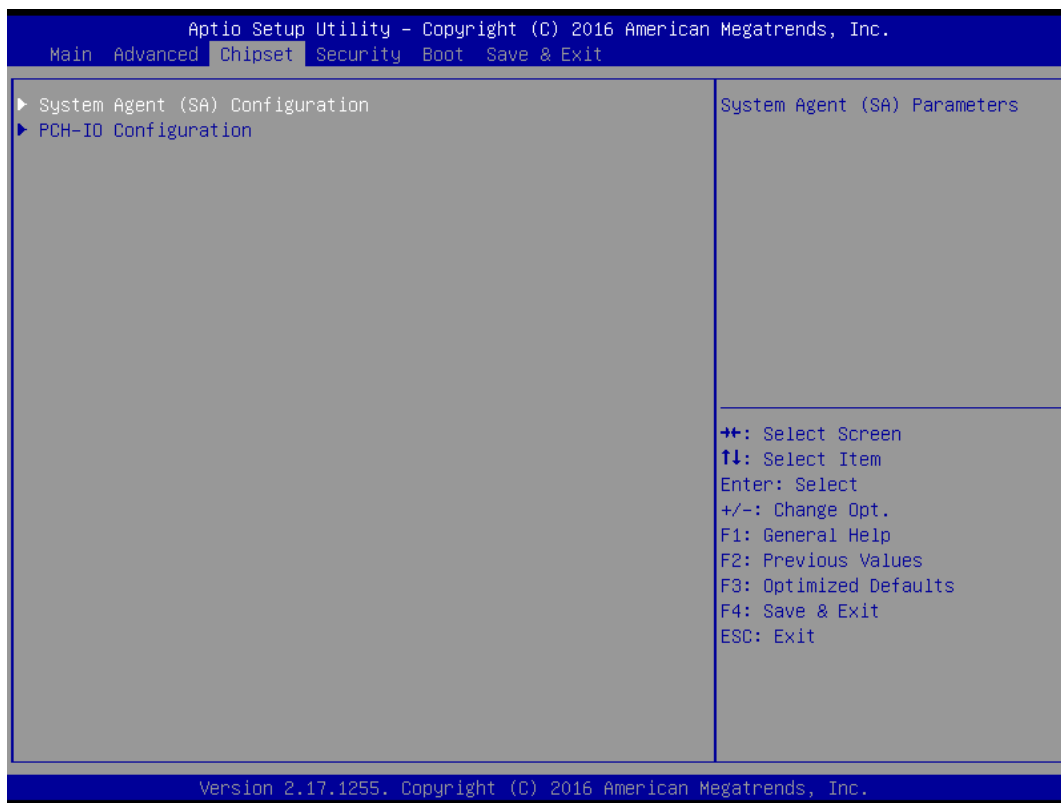 Aptio Setup Utility – Copyright (C) 2016 American Megatrends, Inc.
Main Advanced Chipset Security Boot Save & Exit
▶ System Agent (SA) Configuration
▶ PCH-IO Configuration
System Agent (SA) Parameters
→←: Select Screen
↑↓: Select Item
Enter: Select
+/-: Change Opt.
F1: General Help
F2: Previous Values
F3: Optimized Defaults
F4: Save & Exit
ESC: Exit
Version 2.17.1255. Copyright (C) 2016 American Megatrends, Inc.